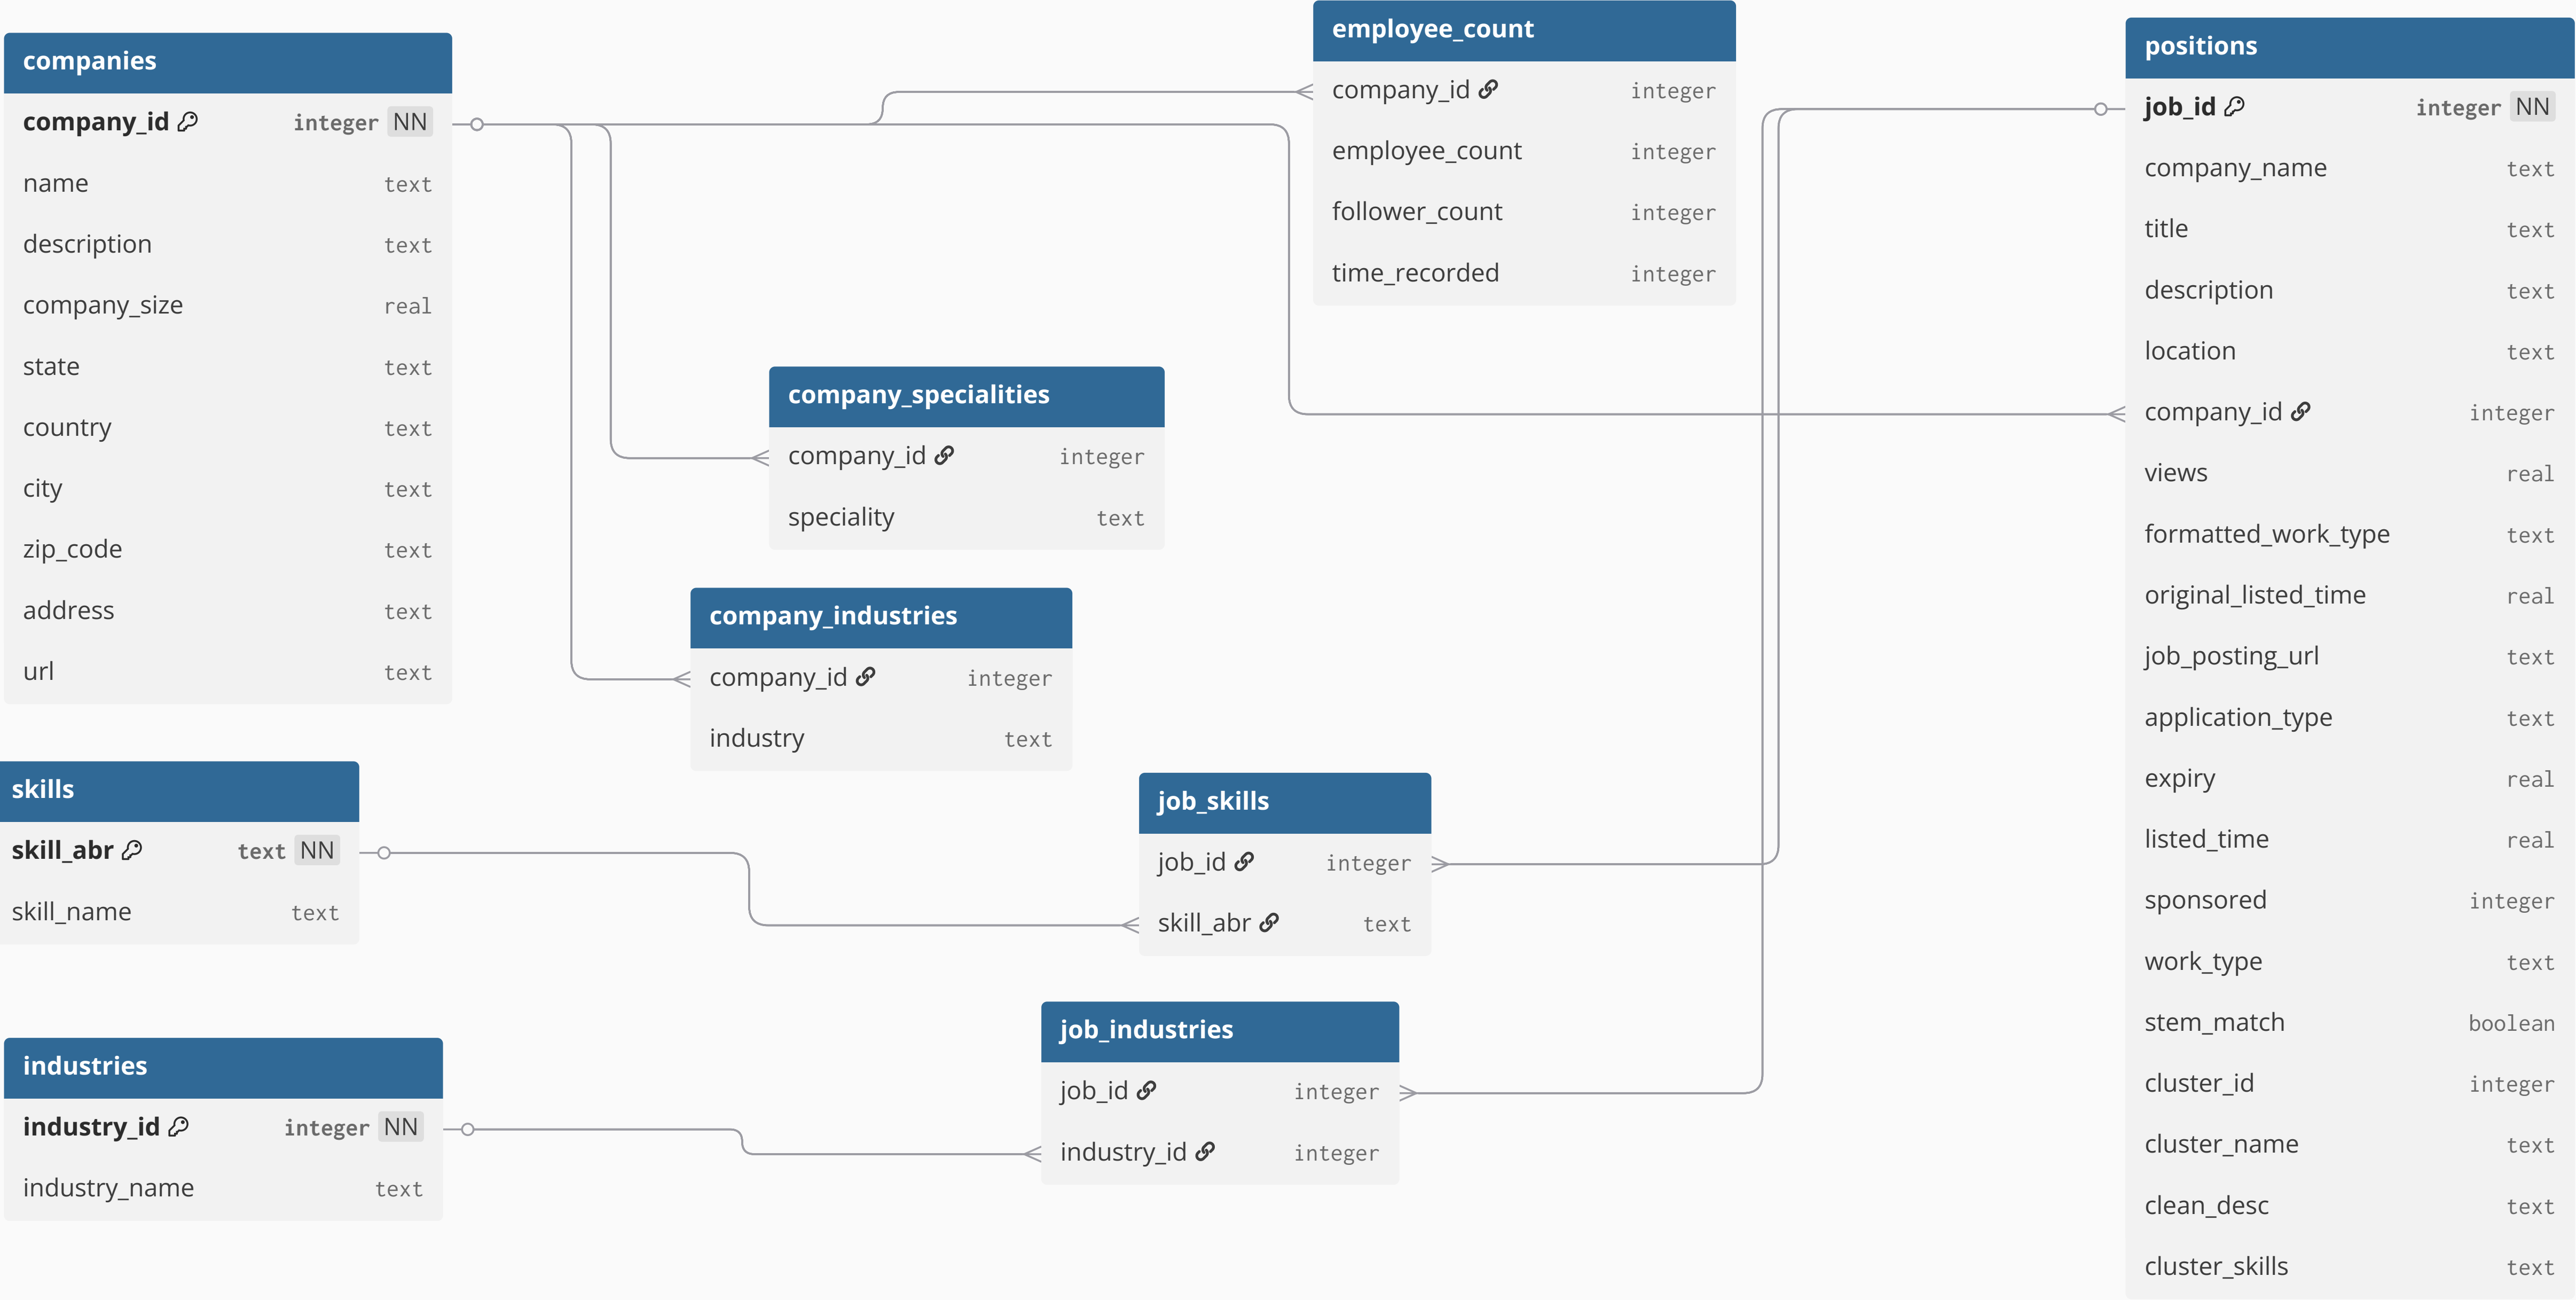 companies
company_id integer NN
name text
description text
company_size real
state text
country text
city text
zip_code text
address text
url text
skills
skill_abr text NN
skill_name text
industries
industry_id integer NN
industry_name text
company_specialities
company_id integer
speciality text
company_industries
company_id integer
industry text
employee_count
company_id integer
employee_count integer
follower_count integer
time_recorded integer
job_skills
job_id integer
skill_abr text
job_industries
job_id integer
industry_id integer
positions
job_id integer NN
company_name text
title text
description text
location text
company_id integer
views real
formatted_work_type text
original_listed_time real
job_posting_url text
application_type text
expiry real
listed_time real
sponsored integer
work_type text
stem_match boolean
cluster_id integer
cluster_name text
clean_desc text
cluster_skills text